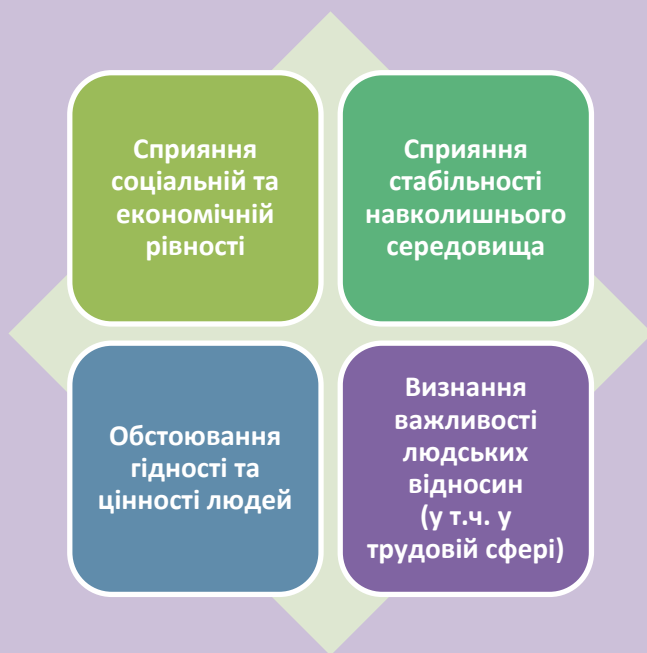 Сприяння
соціальній та
економічній
рівності
Сприяння
стабільності
навколишнього
середовища
Обстоювання
гідності та
цінності людей
Визнання
важливості
людських
відносин
(у т.ч. у
трудовій сфері)